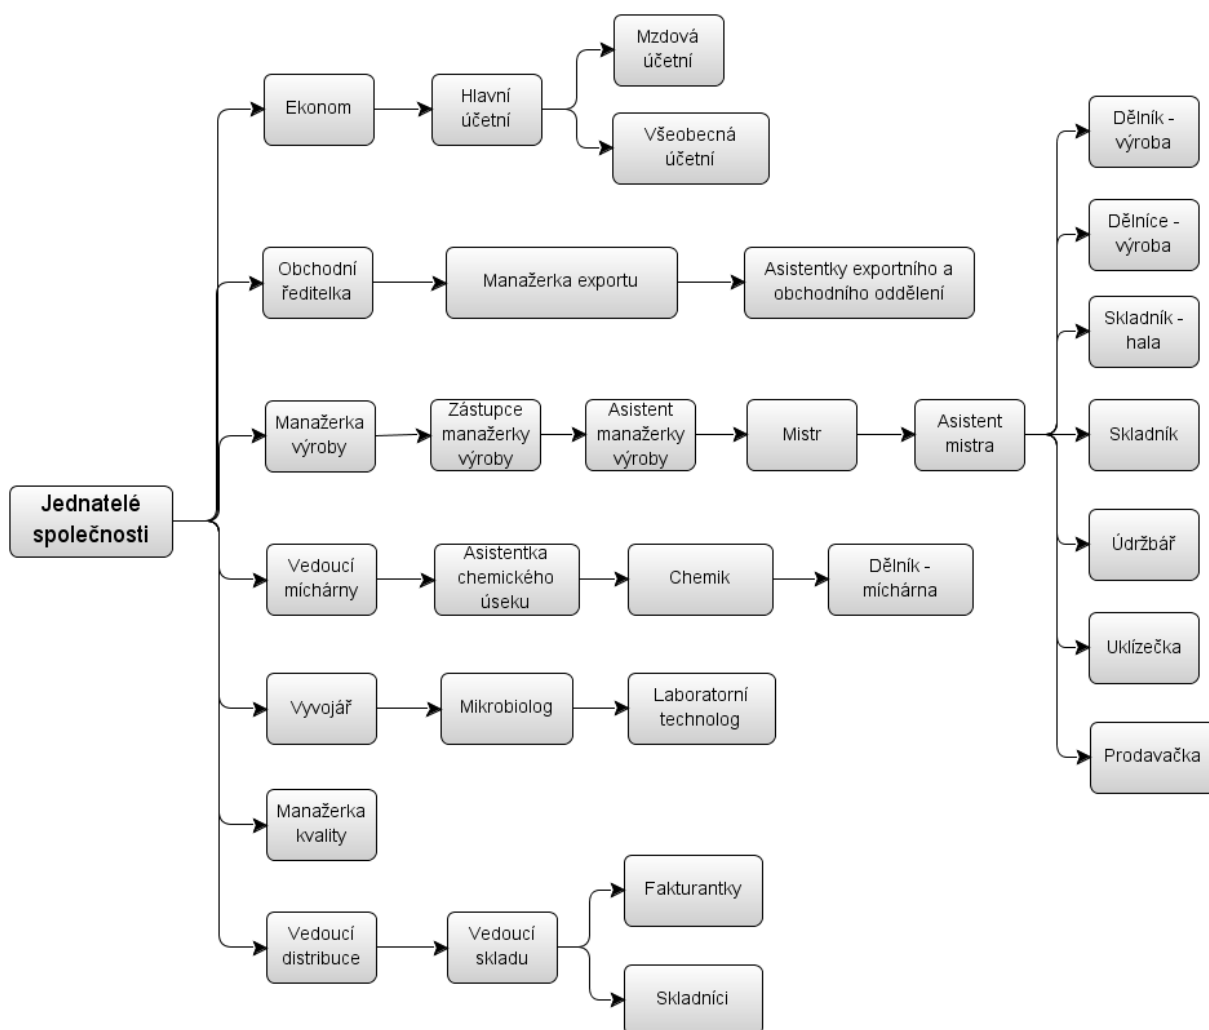 Jednatelé
společnosti
Ekonom
Hlavní
účetní
Mzdová
účetní
Všeobecná
účetní
Obchodní
ředitelka
Manažerka exportu
Asistentky exportního a
obchodního oddělení
Manažerka
výroby
Zástupce
manažerky
výroby
Asistent
manažerky
výroby
Mistr
Asistent
mistra
Dělník -
výroba
Dělníce -
výroba
Skladník -
hala
Skladník
Údržbář
Uklízečka
Prodavačka
Vedoucí
míchárny
Asistentka
chemického
úseku
Chemik
Dělník -
míchárna
Vyvojář
Mikrobiolog
Laboratorní
technolog
Manažerka
kvality
Vedoucí
distribuce
Vedoucí
skladu
Fakturantky
Skladníci